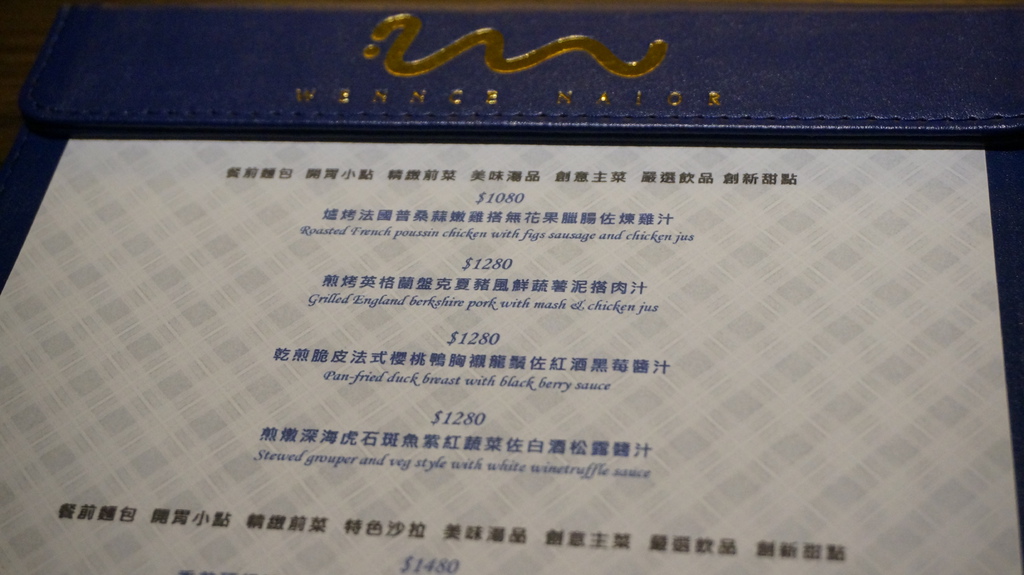 WENNCE NAIOR
餐前麵包 開胃小點 精緻前菜 美味湯品 創意主菜 嚴選飲品 創新甜點
$1080
爐烤法國普桑蒜嫩雞搭無花果臘腸佐煉雞汁
Roasted French poussin chicken with figs sausage and chicken jus
$1280
煎烤英格蘭盤克夏豬風鮮蔬薯泥搭肉汁
Grilled England berkshire pork with mash & chicken jus
$1280
乾煎脆皮法式櫻桃鴨胸襯龍鬚佐紅酒黑莓醬汁
Pan-fried duck breast with black berry sauce
$1280
煎燉深海虎石斑魚紫紅蔬菜佐白酒松露醬汁
Stewed grouper and veg style with white winetruffle sauce
餐前麵包 開胃小點 精緻前菜 特色沙拉 美味湯品 創意主菜 嚴選飲品 創新甜點
$1480